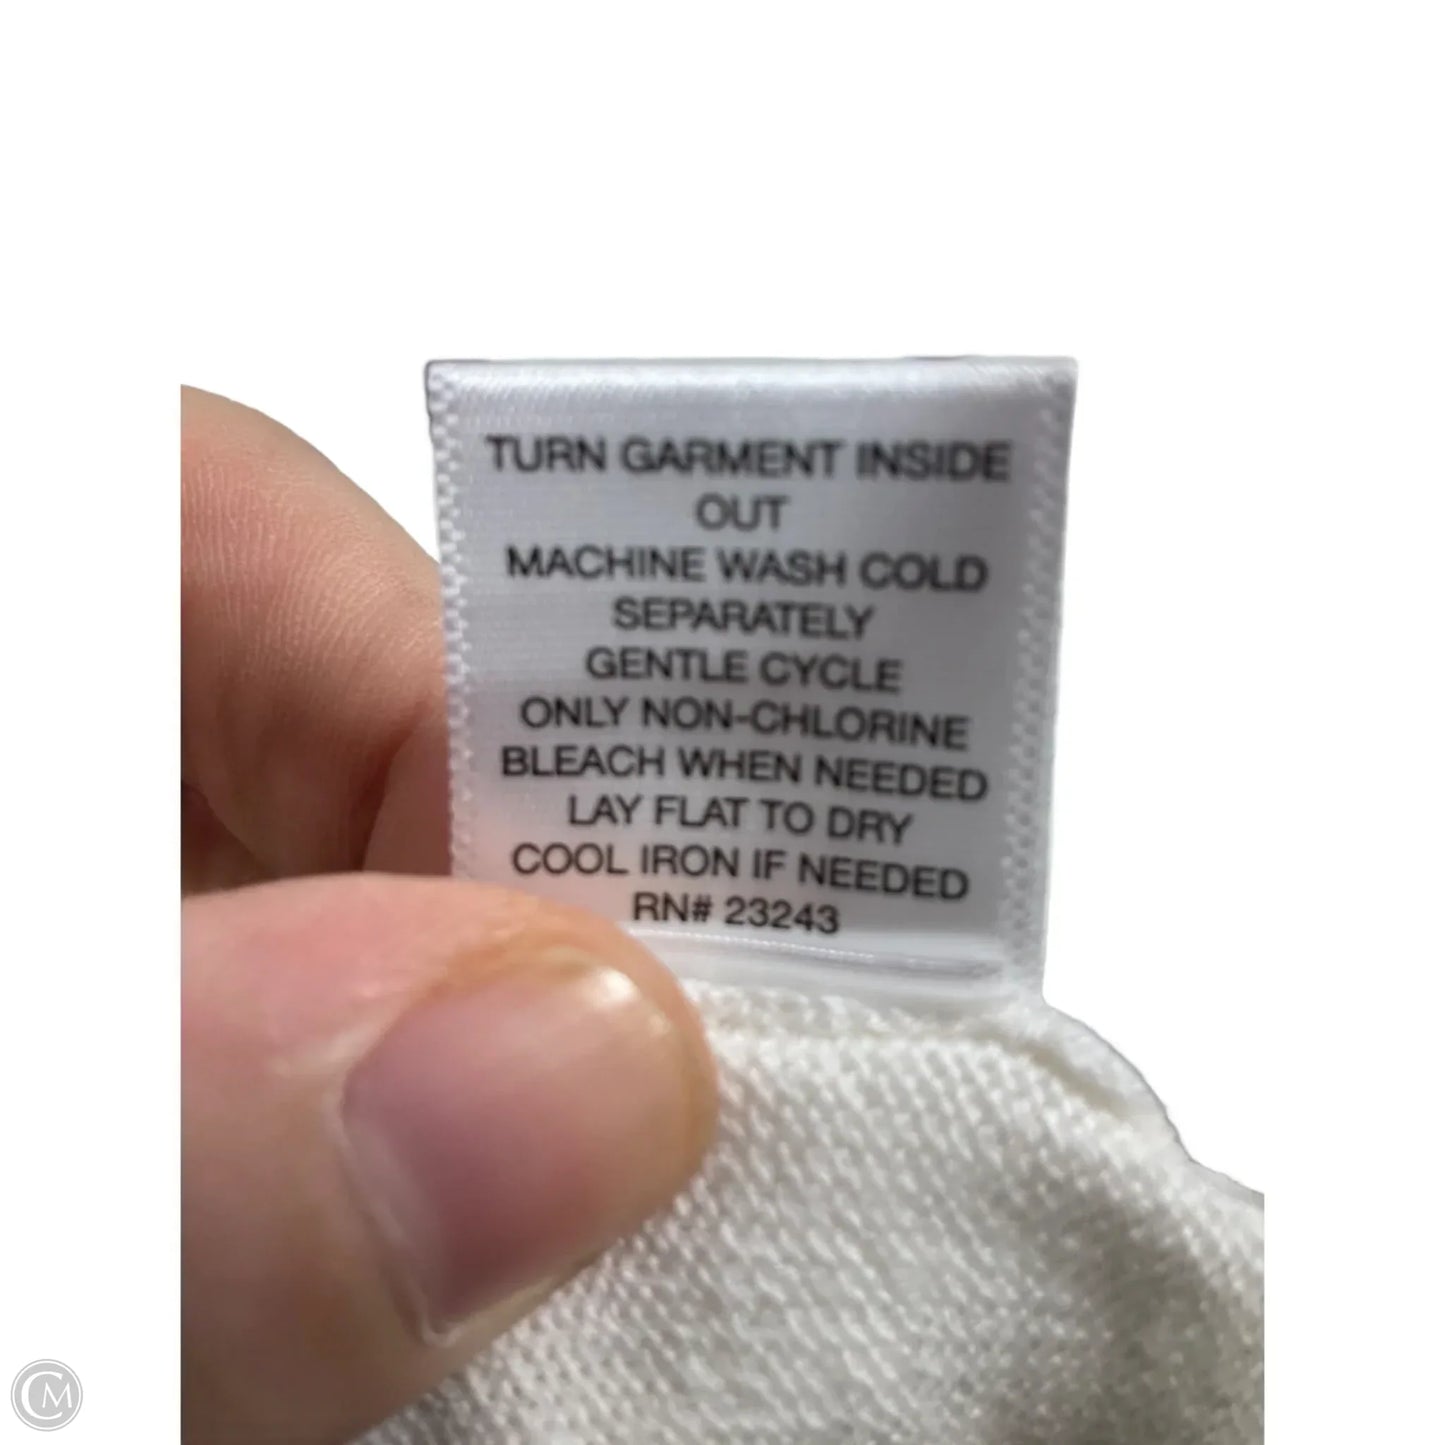 TURN GARMENT INSIDE
OUT
MACHINE WASH COLD
SEPARATELY
GENTLE CYCLE
ONLY NON-CHLORINE
BLEACH WHEN NEEDED
LAY FLAT TO DRY
COOL IRON IF NEEDED
RN# 23243
CM